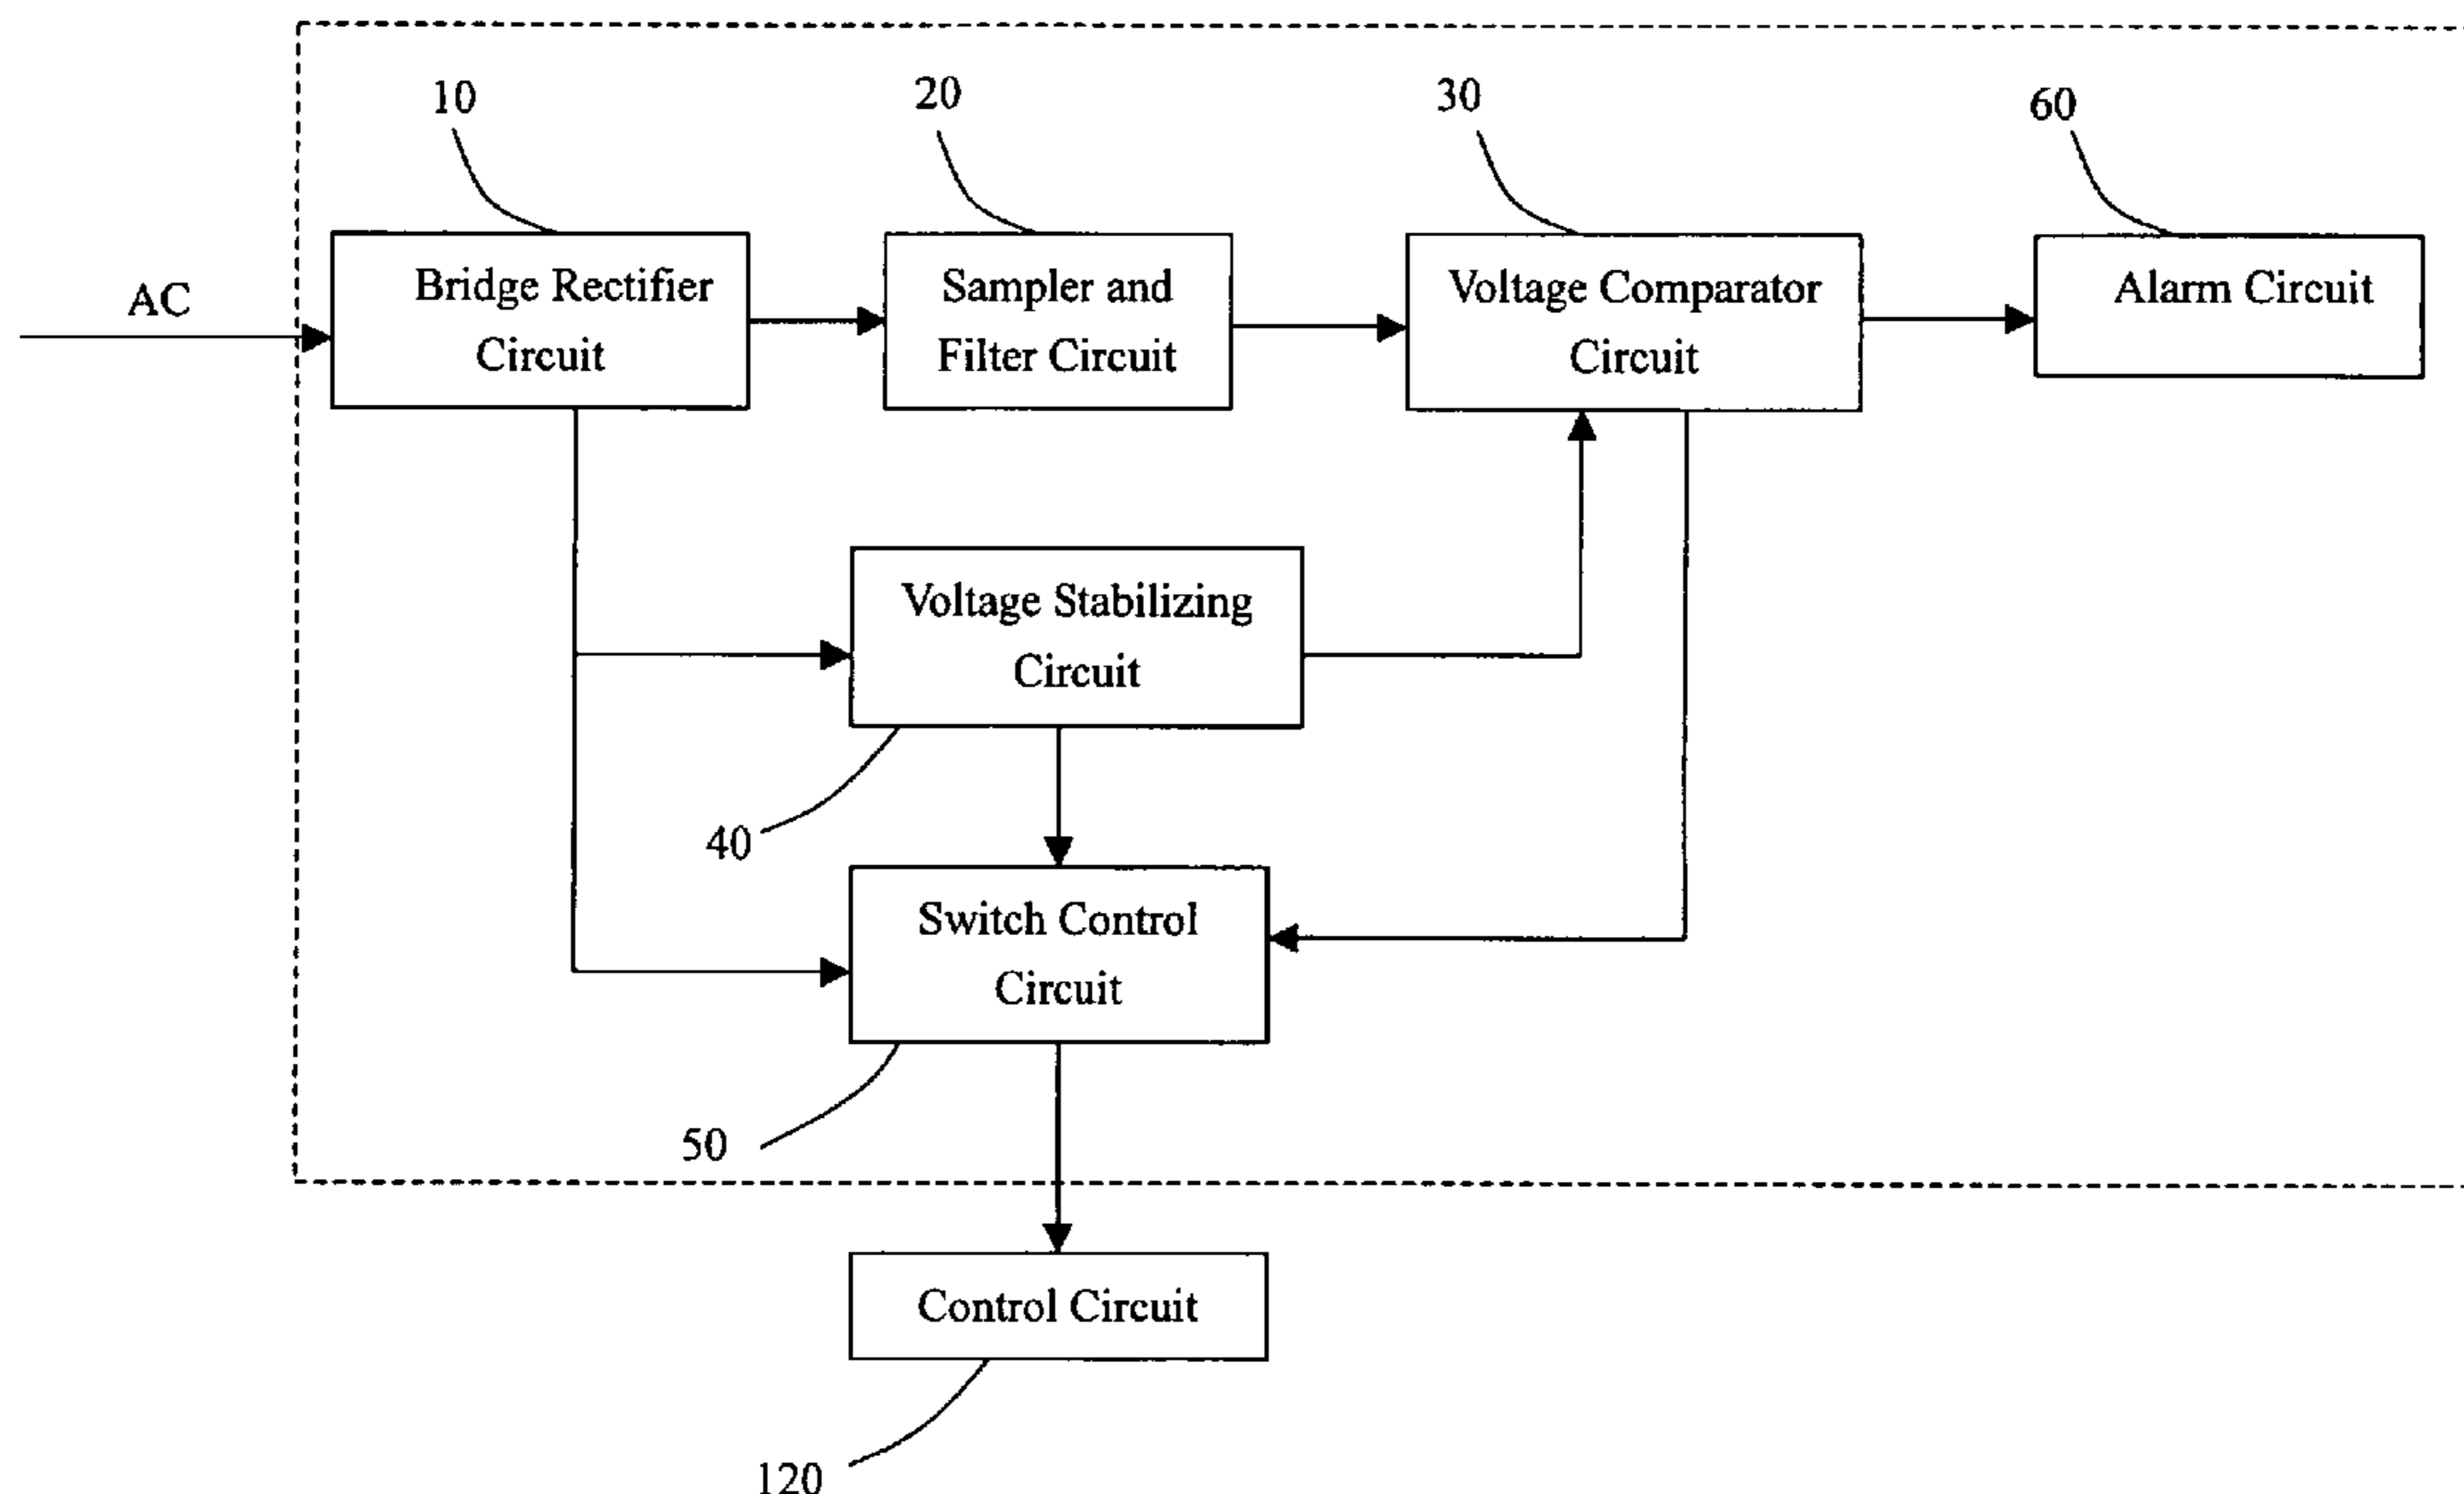 10
20
30
60
AC
Bridge Rectifier
Circuit
Sampler and
Filter Circuit
Voltage Comparator
Circuit
Alarm Circuit
Voltage Stabilizing
Circuit
40
Switch Control
Circuit
50
Control Circuit
120